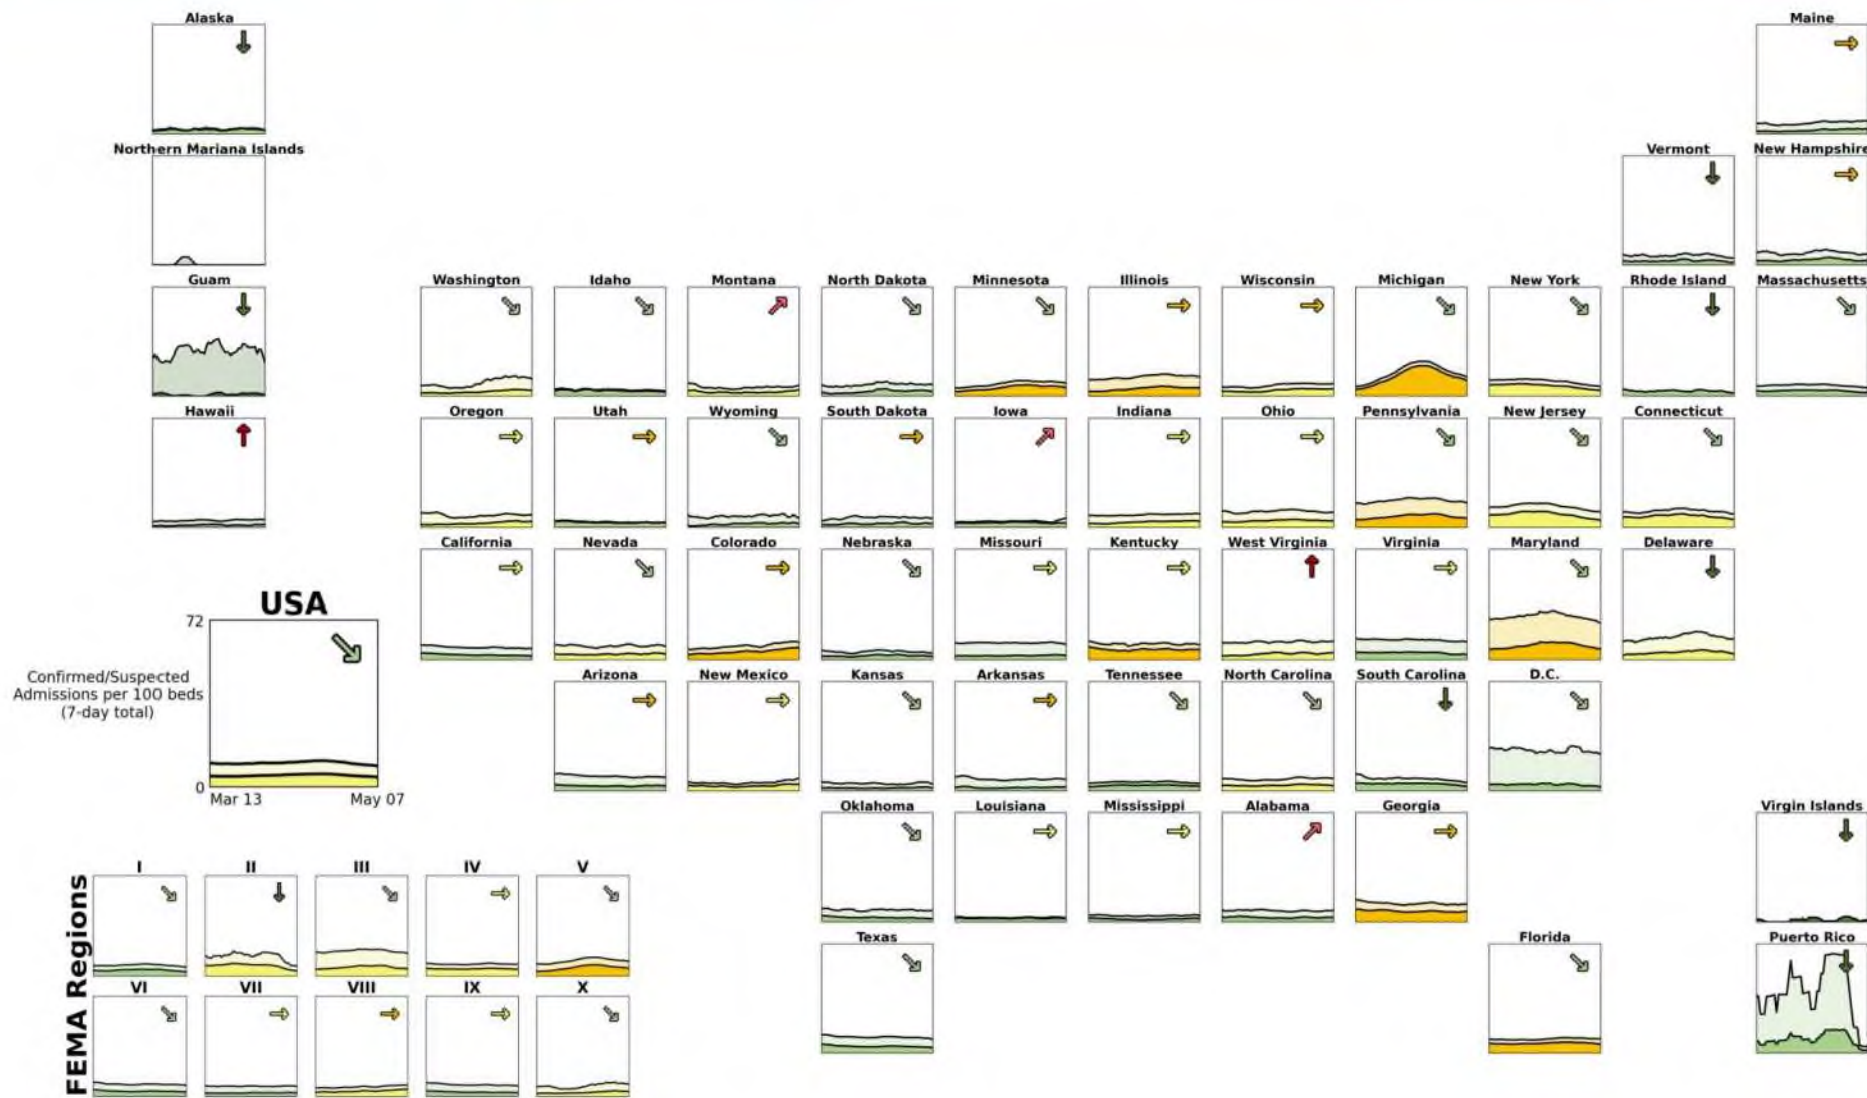 Alaska
Maine
Northern Mariana Islands
Vermont
New Hampshire
Guam
Washington
Idaho
Montana
North Dakota
Minnesota
Illinois
Wisconsin
Michigan
New York
Rhode Island
Massachusetts
Hawaii
Oregon
Utah
Wyoming
South Dakota
Iowa
Indiana
Ohio
Pennsylvania
New Jersey
Connecticut
California
Nevada
Colorado
Nebraska
Missouri
Kentucky
West Virginia
Virginia
Maryland
Delaware
USA
72
Confirmed/Suspected
Admissions per 100 beds
(7-day total)
0
Mar 13
May 07
Arizona
New Mexico
Kansas
Arkansas
Tennessee
North Carolina
South Carolina
D.C.
Oklahoma
Louisiana
Mississippi
Alabama
Georgia
Virgin Islands
Texas
Florida
Puerto Rico
FEMA Regions
I
II
III
IV
V
VI
VII
VIII
IX
X